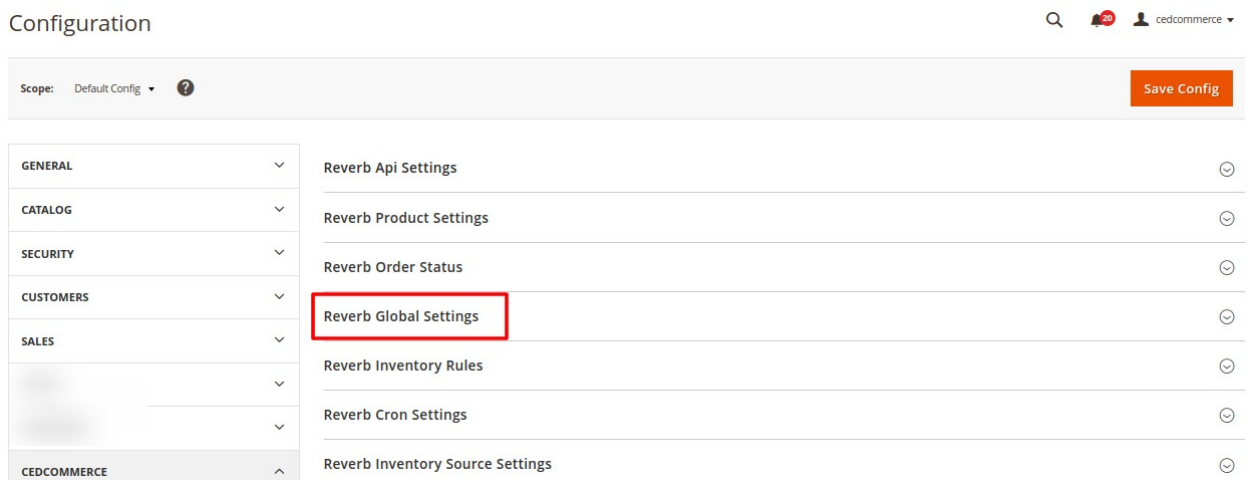 Configuration
20
cedcommerce
Scope: Default Config ?
Save Config
GENERAL
CATALOG
SECURITY
CUSTOMERS
SALES
CEDCOMMERCE
Reverb Api Settings
Reverb Product Settings
Reverb Order Status
Reverb Global Settings
Reverb Inventory Rules
Reverb Cron Settings
Reverb Inventory Source Settings